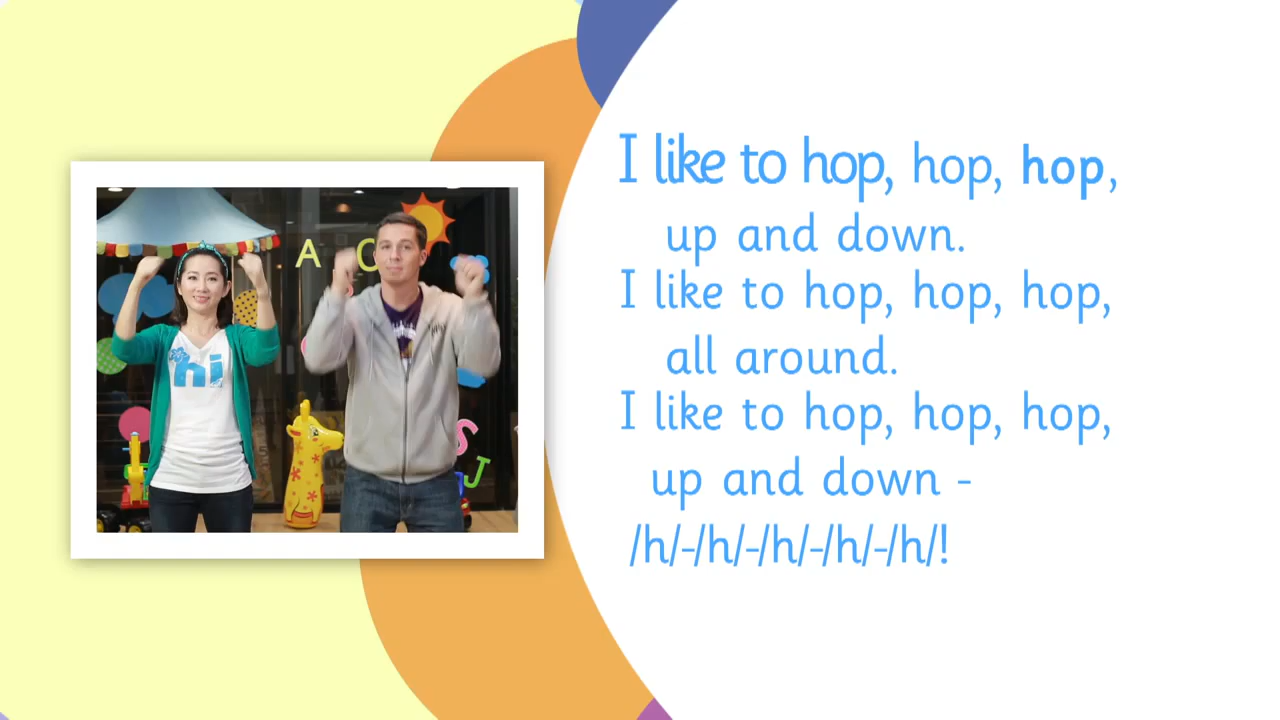 I like to hop, hop, hop,
up and down.
I like to hop, hop, hop,
all around.
I like to hop, hop, hop,
up and down -
/h/-/h/-/h/-/h/-/h/!
A C
hi
S
J